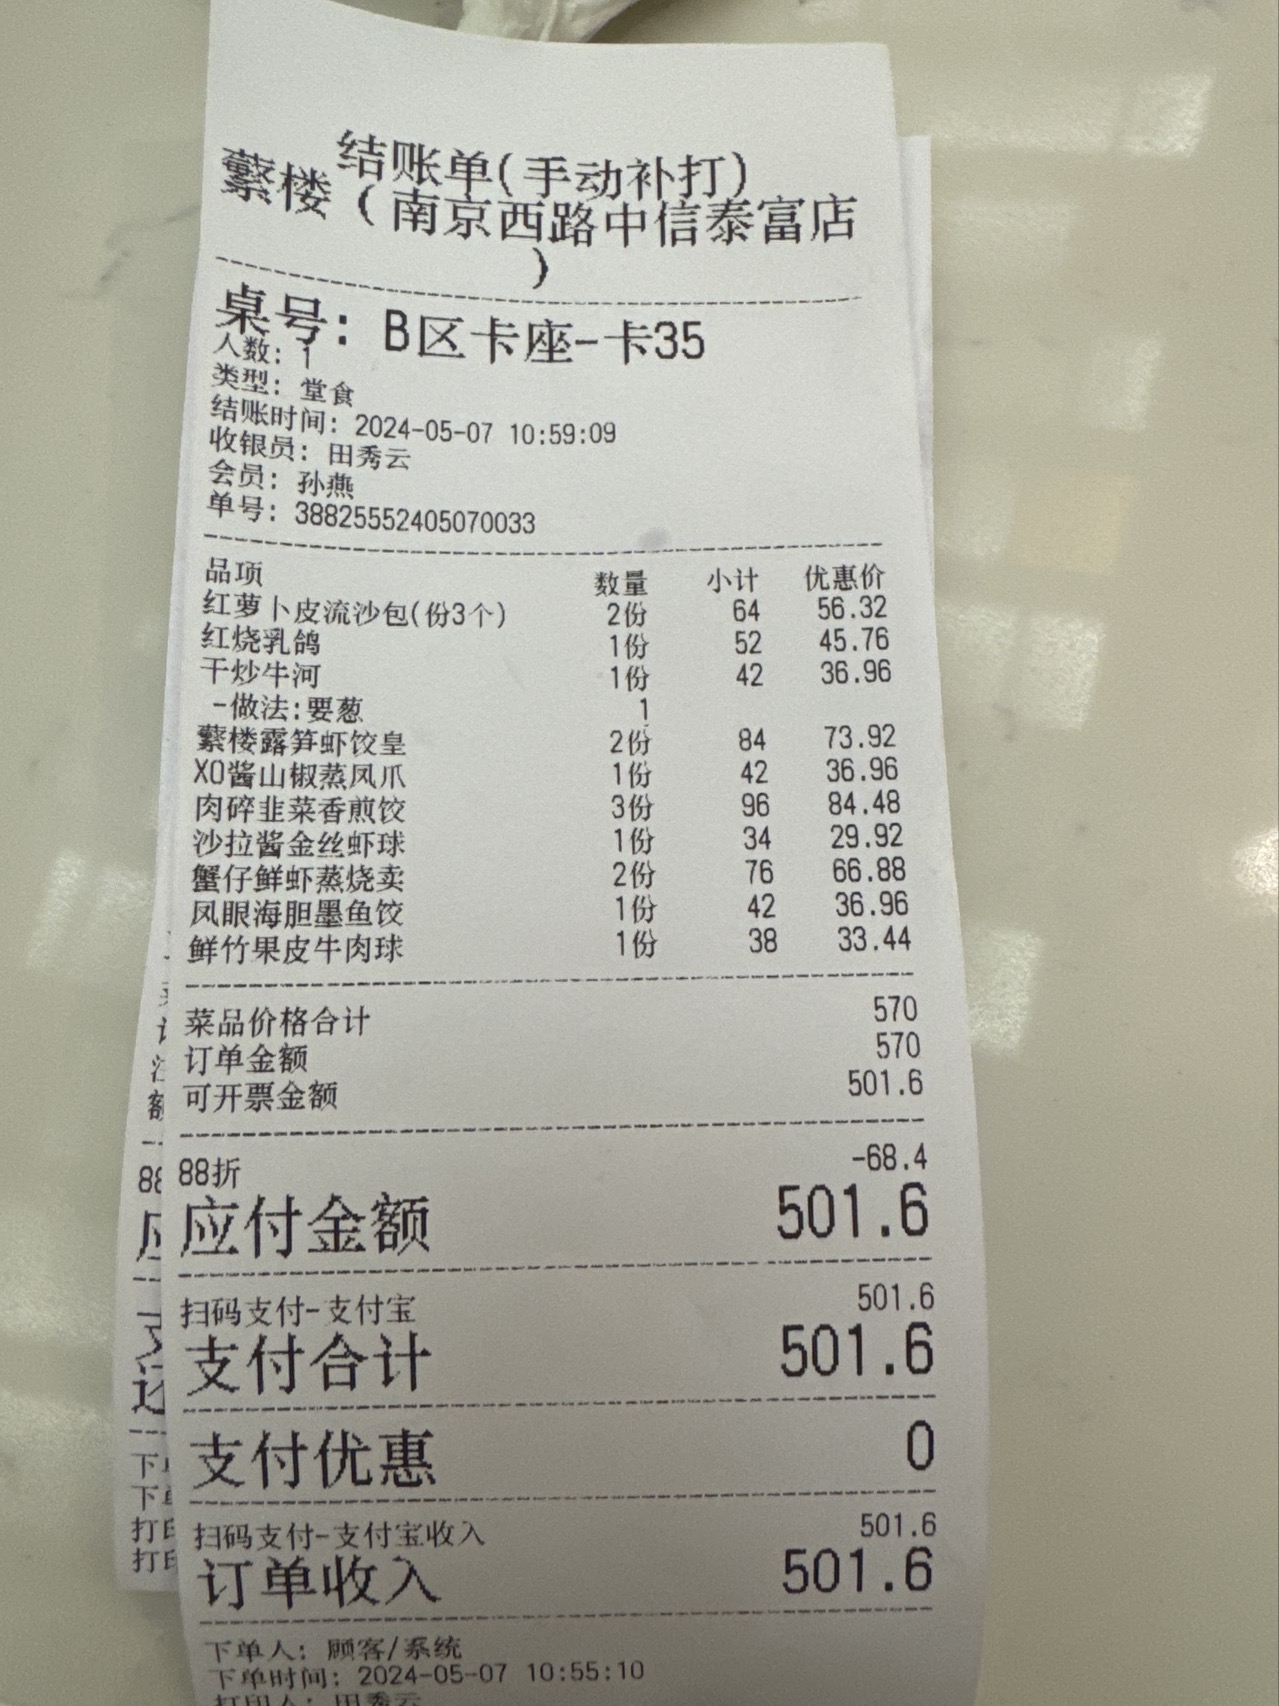 结账单(手动补打)
蘩楼（南京西路中信泰富店
）
桌号: B区卡座-卡35
人数: 1
类型: 堂食
结账时间: 2024-05-07 10:59:09
收银员: 田秀云
会员: 孙燕
单号: 38825552405070033
品项 数量 小计 优惠价
红萝卜皮流沙包(份3个) 2份 64 56.32
红烧乳鸽 1份 52 45.76
干炒牛河 1份 42 36.96
-做法:要葱 1
蘩楼露笋虾饺皇 2份 84 73.92
XO酱山椒蒸凤爪 1份 42 36.96
肉碎韭菜香煎饺 3份 96 84.48
沙拉酱金丝虾球 1份 34 29.92
蟹仔鲜虾蒸烧卖 2份 76 66.88
凤眼海胆墨鱼饺 1份 42 36.96
鲜竹果皮牛肉球 1份 38 33.44
菜品价格合计 570
订单金额 570
可开票金额 501.6
88折 -68.4
应付金额 501.6
扫码支付-支付宝 501.6
支付合计 501.6
支付优惠 0
扫码支付-支付宝收入 501.6
订单收入 501.6
下单人: 顾客/系统
下单时间: 2024-05-07 10:55:10
打印人: 田秀云